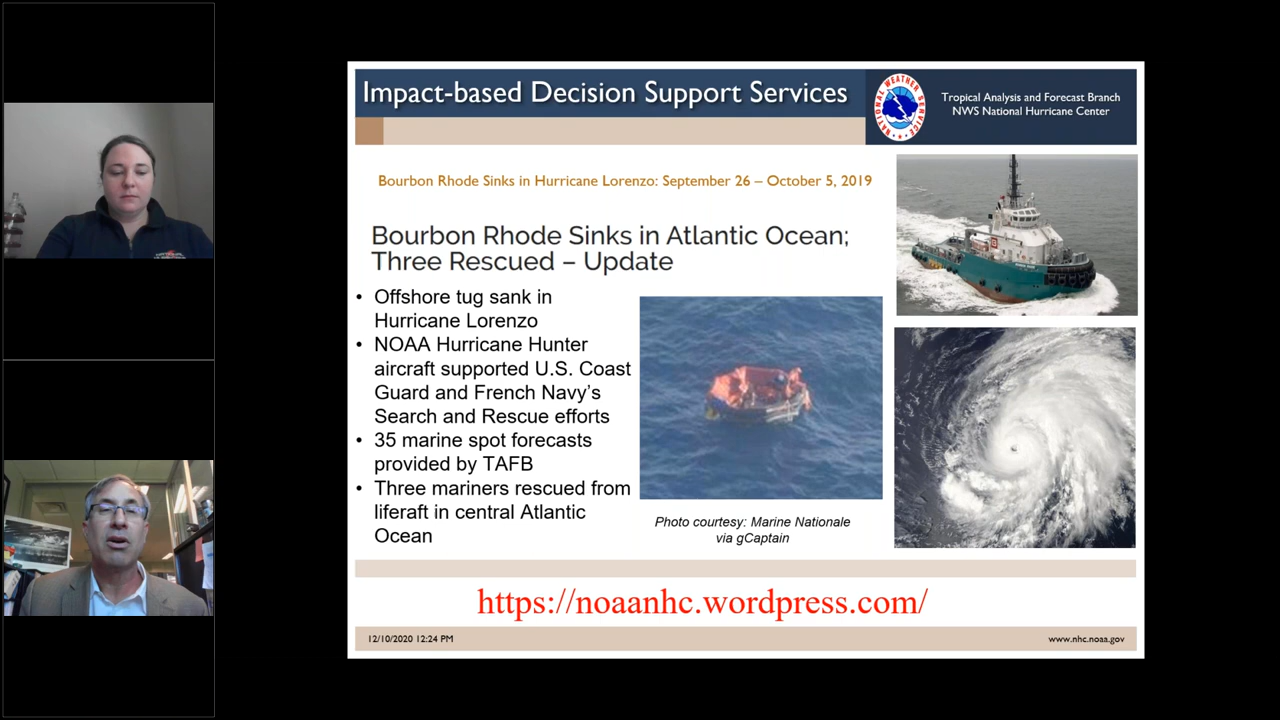 Impact-based Decision Support Services
NATIONAL WEATHER SERVICE
Tropical Analysis and Forecast Branch
NWS National Hurricane Center
Bourbon Rhode Sinks in Hurricane Lorenzo: September 26 – October 5, 2019
Bourbon Rhode Sinks in Atlantic Ocean;
Three Rescued – Update
• Offshore tug sank in
Hurricane Lorenzo
• NOAA Hurricane Hunter
aircraft supported U.S. Coast
Guard and French Navy's
Search and Rescue efforts
• 35 marine spot forecasts
provided by TAFB
• Three mariners rescued from
liferaft in central Atlantic
Ocean
Photo courtesy: Marine Nationale
via gCaptain
https://noaanhc.wordpress.com/
12/10/2020 12:24 PM
www.nhc.noaa.gov